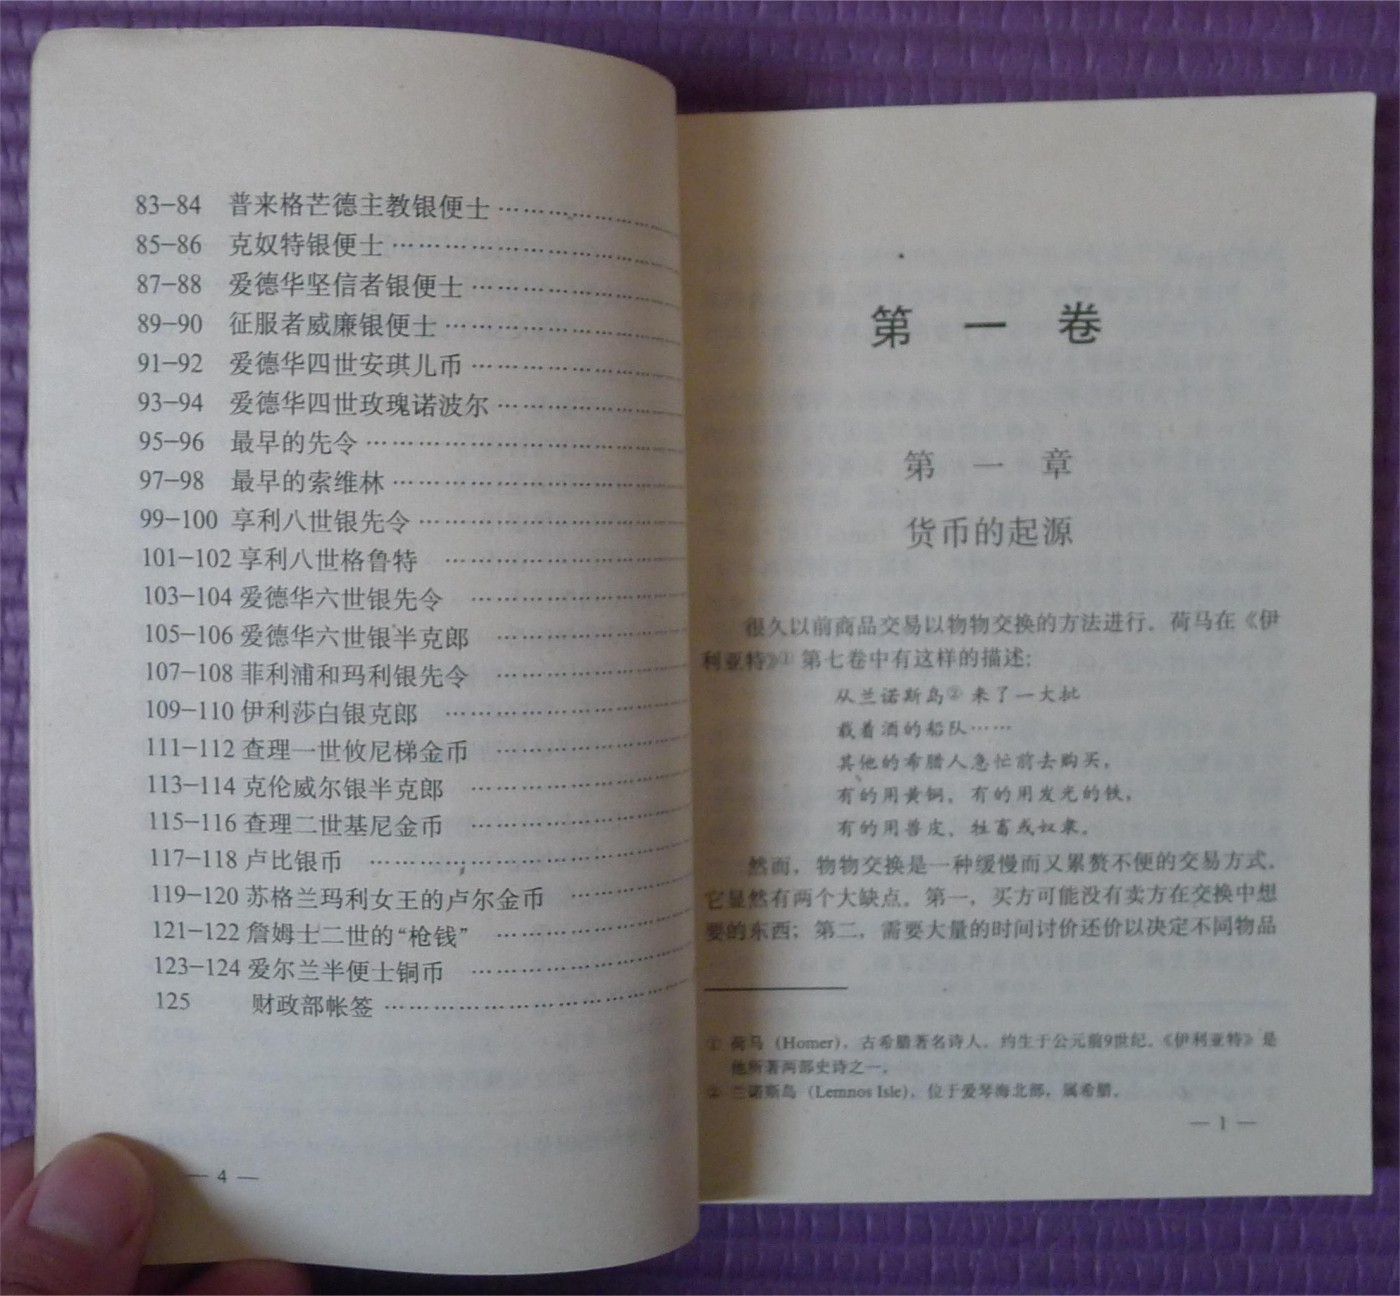 83-84 普来格芒德主教银便士………………
85-86 克奴特银便士………………………
87-88 爱德华坚信者银便士…………………
89-90 征服者威廉银便士……………………
91-92 爱德华四世安琪儿币…………………
93-94 爱德华四世玫瑰诺波尔………………
95-96 最早的先令…………………………
97-98 最早的索维林………………………
99-100 享利八世银先令……………………
101-102 享利八世格鲁特 …………………
103-104 爱德华六世银先令 ………………
105-106 爱德华六世银半克郎 ……………
107-108 菲利浦和玛利银先令 ……………
109-110 伊利莎白银克郎 …………………
111-112 查理一世攸尼梯金币 ……………
113-114 克伦威尔银半克郎 ………………
115-116 查理二世基尼金币 ………………
117-118 卢比银币 ………………………
119-120 苏格兰玛利女王的卢尔金币 ………
121-122 詹姆士二世的“枪钱” ……………
123-124 爱尔兰半便士铜币 ………………
125 财政部帐签…………………………
— 4 —
第一卷
第一章
货币的起源
很久以前商品交易以物物交换的方法进行。荷马在《伊
利亚特》①第七卷中有这样的描述:
从兰诺斯岛②来了一大批
载着酒的船队……
其他的希腊人急忙前去购买，
有的用黄铜，有的用发光的铁，
有的用兽皮、牲畜或奴隶。
然而，物物交换是一种缓慢而又累赘不便的交易方式。
它显然有两个大缺点。第一，买方可能没有卖方在交换中想
要的东西；第二，需要大量的时间讨价还价以决定不同物品
① 荷马（Homer），古希腊著名诗人，约生于公元前9世纪。《伊利亚特》是
他所著两部史诗之一。
② 兰诺斯岛（Lemnos Isle），位于爱琴海北部，属希腊。
— 1 —